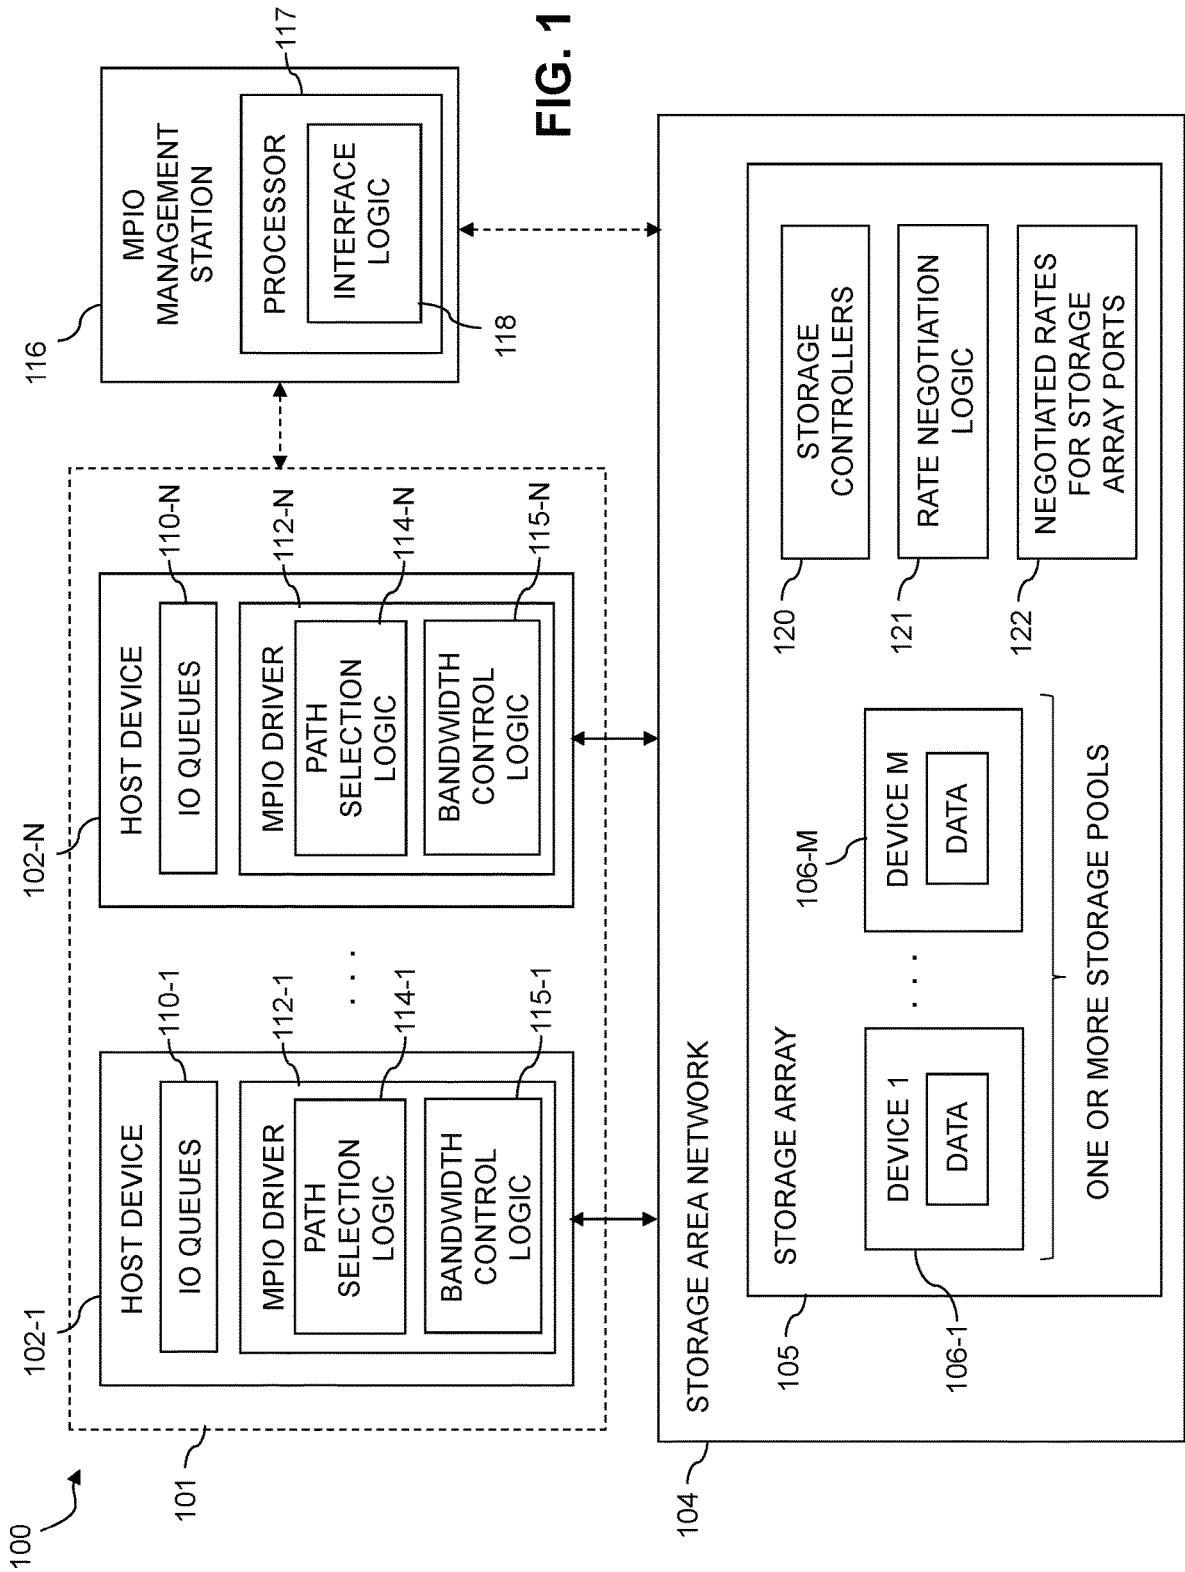 100
101
102-1
HOST DEVICE
IO QUEUES
110-1
MPIO DRIVER
112-1
PATH
SELECTION
LOGIC
114-1
BANDWIDTH
CONTROL
LOGIC
115-1
. . .
102-N
HOST DEVICE
IO QUEUES
110-N
MPIO DRIVER
112-N
PATH
SELECTION
LOGIC
114-N
BANDWIDTH
CONTROL
LOGIC
115-N
116
MPIO
MANAGEMENT
STATION
PROCESSOR
117
INTERFACE
LOGIC
118
104
STORAGE AREA NETWORK
105
STORAGE ARRAY
DEVICE 1
DATA
106-1
. . .
106-M
DEVICE M
DATA
ONE OR MORE STORAGE POOLS
120
STORAGE
CONTROLLERS
121
RATE NEGOTIATION
LOGIC
122
NEGOTIATED RATES
FOR STORAGE
ARRAY PORTS
FIG. 1